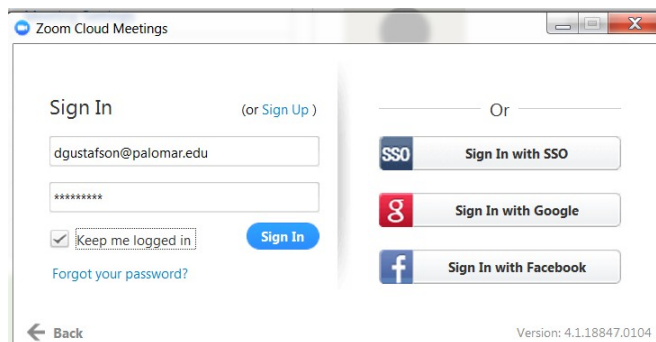 Zoom Cloud Meetings
Sign In
(or Sign Up )
dgustafson@palomar.edu
*********
Keep me logged in
Sign In
Forgot your password?
Or
SSO
Sign In with SSO
g
Sign In with Google
f
Sign In with Facebook
Back
Version: 4.1.18847.0104